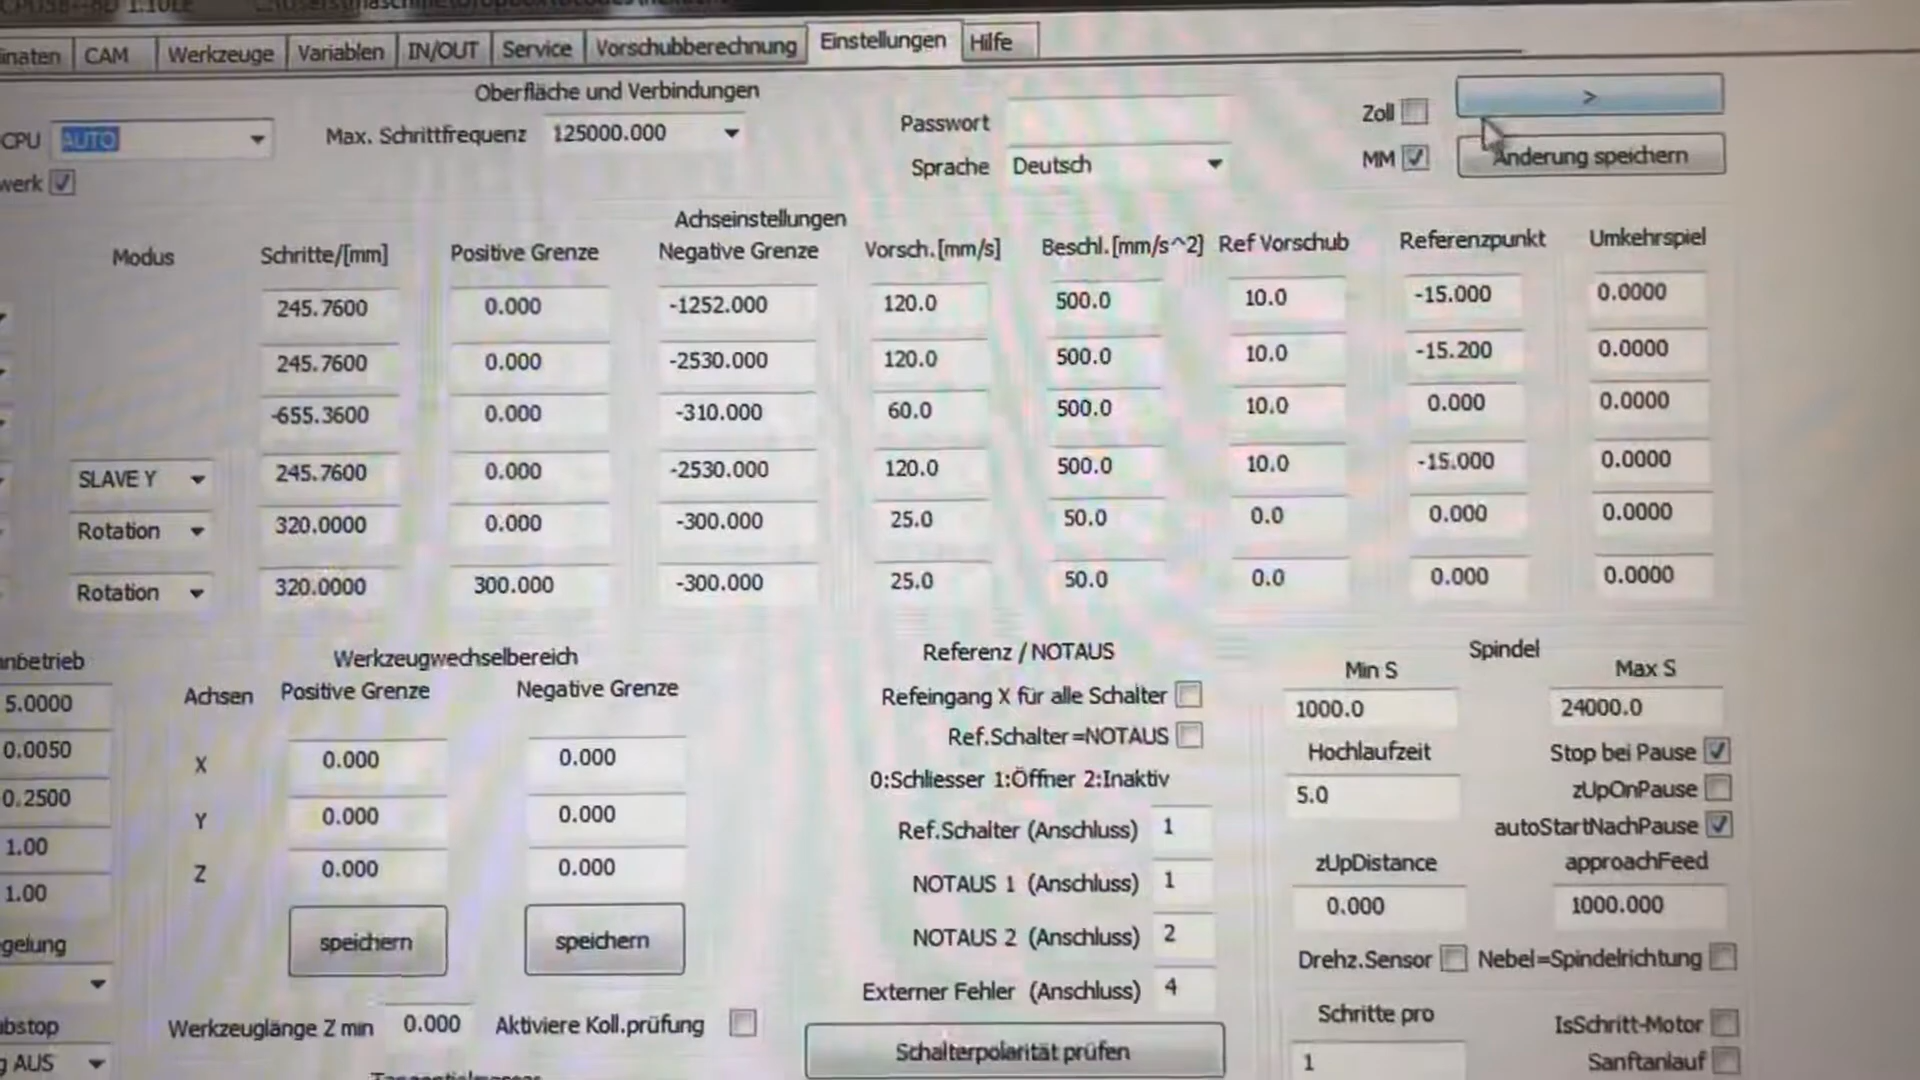 inaten CAM Werkzeuge Variablen IN/OUT Service Vorschubberechnung Einstellungen Hilfe
Oberfläche und Verbindungen
CPU AUTO Max. Schrittfrequenz 125000.000 Passwort Zoll >
werk Sprache Deutsch MM Änderung speichern
Achseinstellungen
Modus Schritte/[mm] Positive Grenze Negative Grenze Vorsch.[mm/s] Beschl.[mm/s^2] Ref Vorschub Referenzpunkt Umkehrspiel
245.7600 0.000 -1252.000 120.0 500.0 10.0 -15.000 0.0000
245.7600 0.000 -2530.000 120.0 500.0 10.0 -15.200 0.0000
-655.3600 0.000 -310.000 60.0 500.0 10.0 0.000 0.0000
SLAVE Y 245.7600 0.000 -2530.000 120.0 500.0 10.0 -15.000 0.0000
Rotation 320.0000 0.000 -300.000 25.0 50.0 0.0 0.000 0.0000
Rotation 320.0000 300.000 -300.000 25.0 50.0 0.0 0.000 0.0000
nbetrieb
5.0000
0.0050
0.2500
1.00
1.00
gelung
bstop
g AUS
Werkzeugwechselbereich
Achsen Positive Grenze Negative Grenze
X 0.000 0.000
Y 0.000 0.000
Z 0.000 0.000
speichern speichern
Werkzeuglänge Z min 0.000 Aktiviere Koll.prüfung
Referenz / NOTAUS
Refeingang X für alle Schalter
Ref.Schalter=NOTAUS
0:Schliesser 1:Öffner 2:Inaktiv
Ref.Schalter (Anschluss) 1
NOTAUS 1 (Anschluss) 1
NOTAUS 2 (Anschluss) 2
Externer Fehler (Anschluss) 4
Schalterpolarität prüfen
Spindel
Min S Max S
1000.0 24000.0
Hochlaufzeit Stop bei Pause
5.0 zUpOnPause
autoStartNachPause
zUpDistance approachFeed
0.000 1000.000
Drehz.Sensor Nebel=Spindelrichtung
Schritte pro IsSchritt-Motor
1 Sanftanlauf